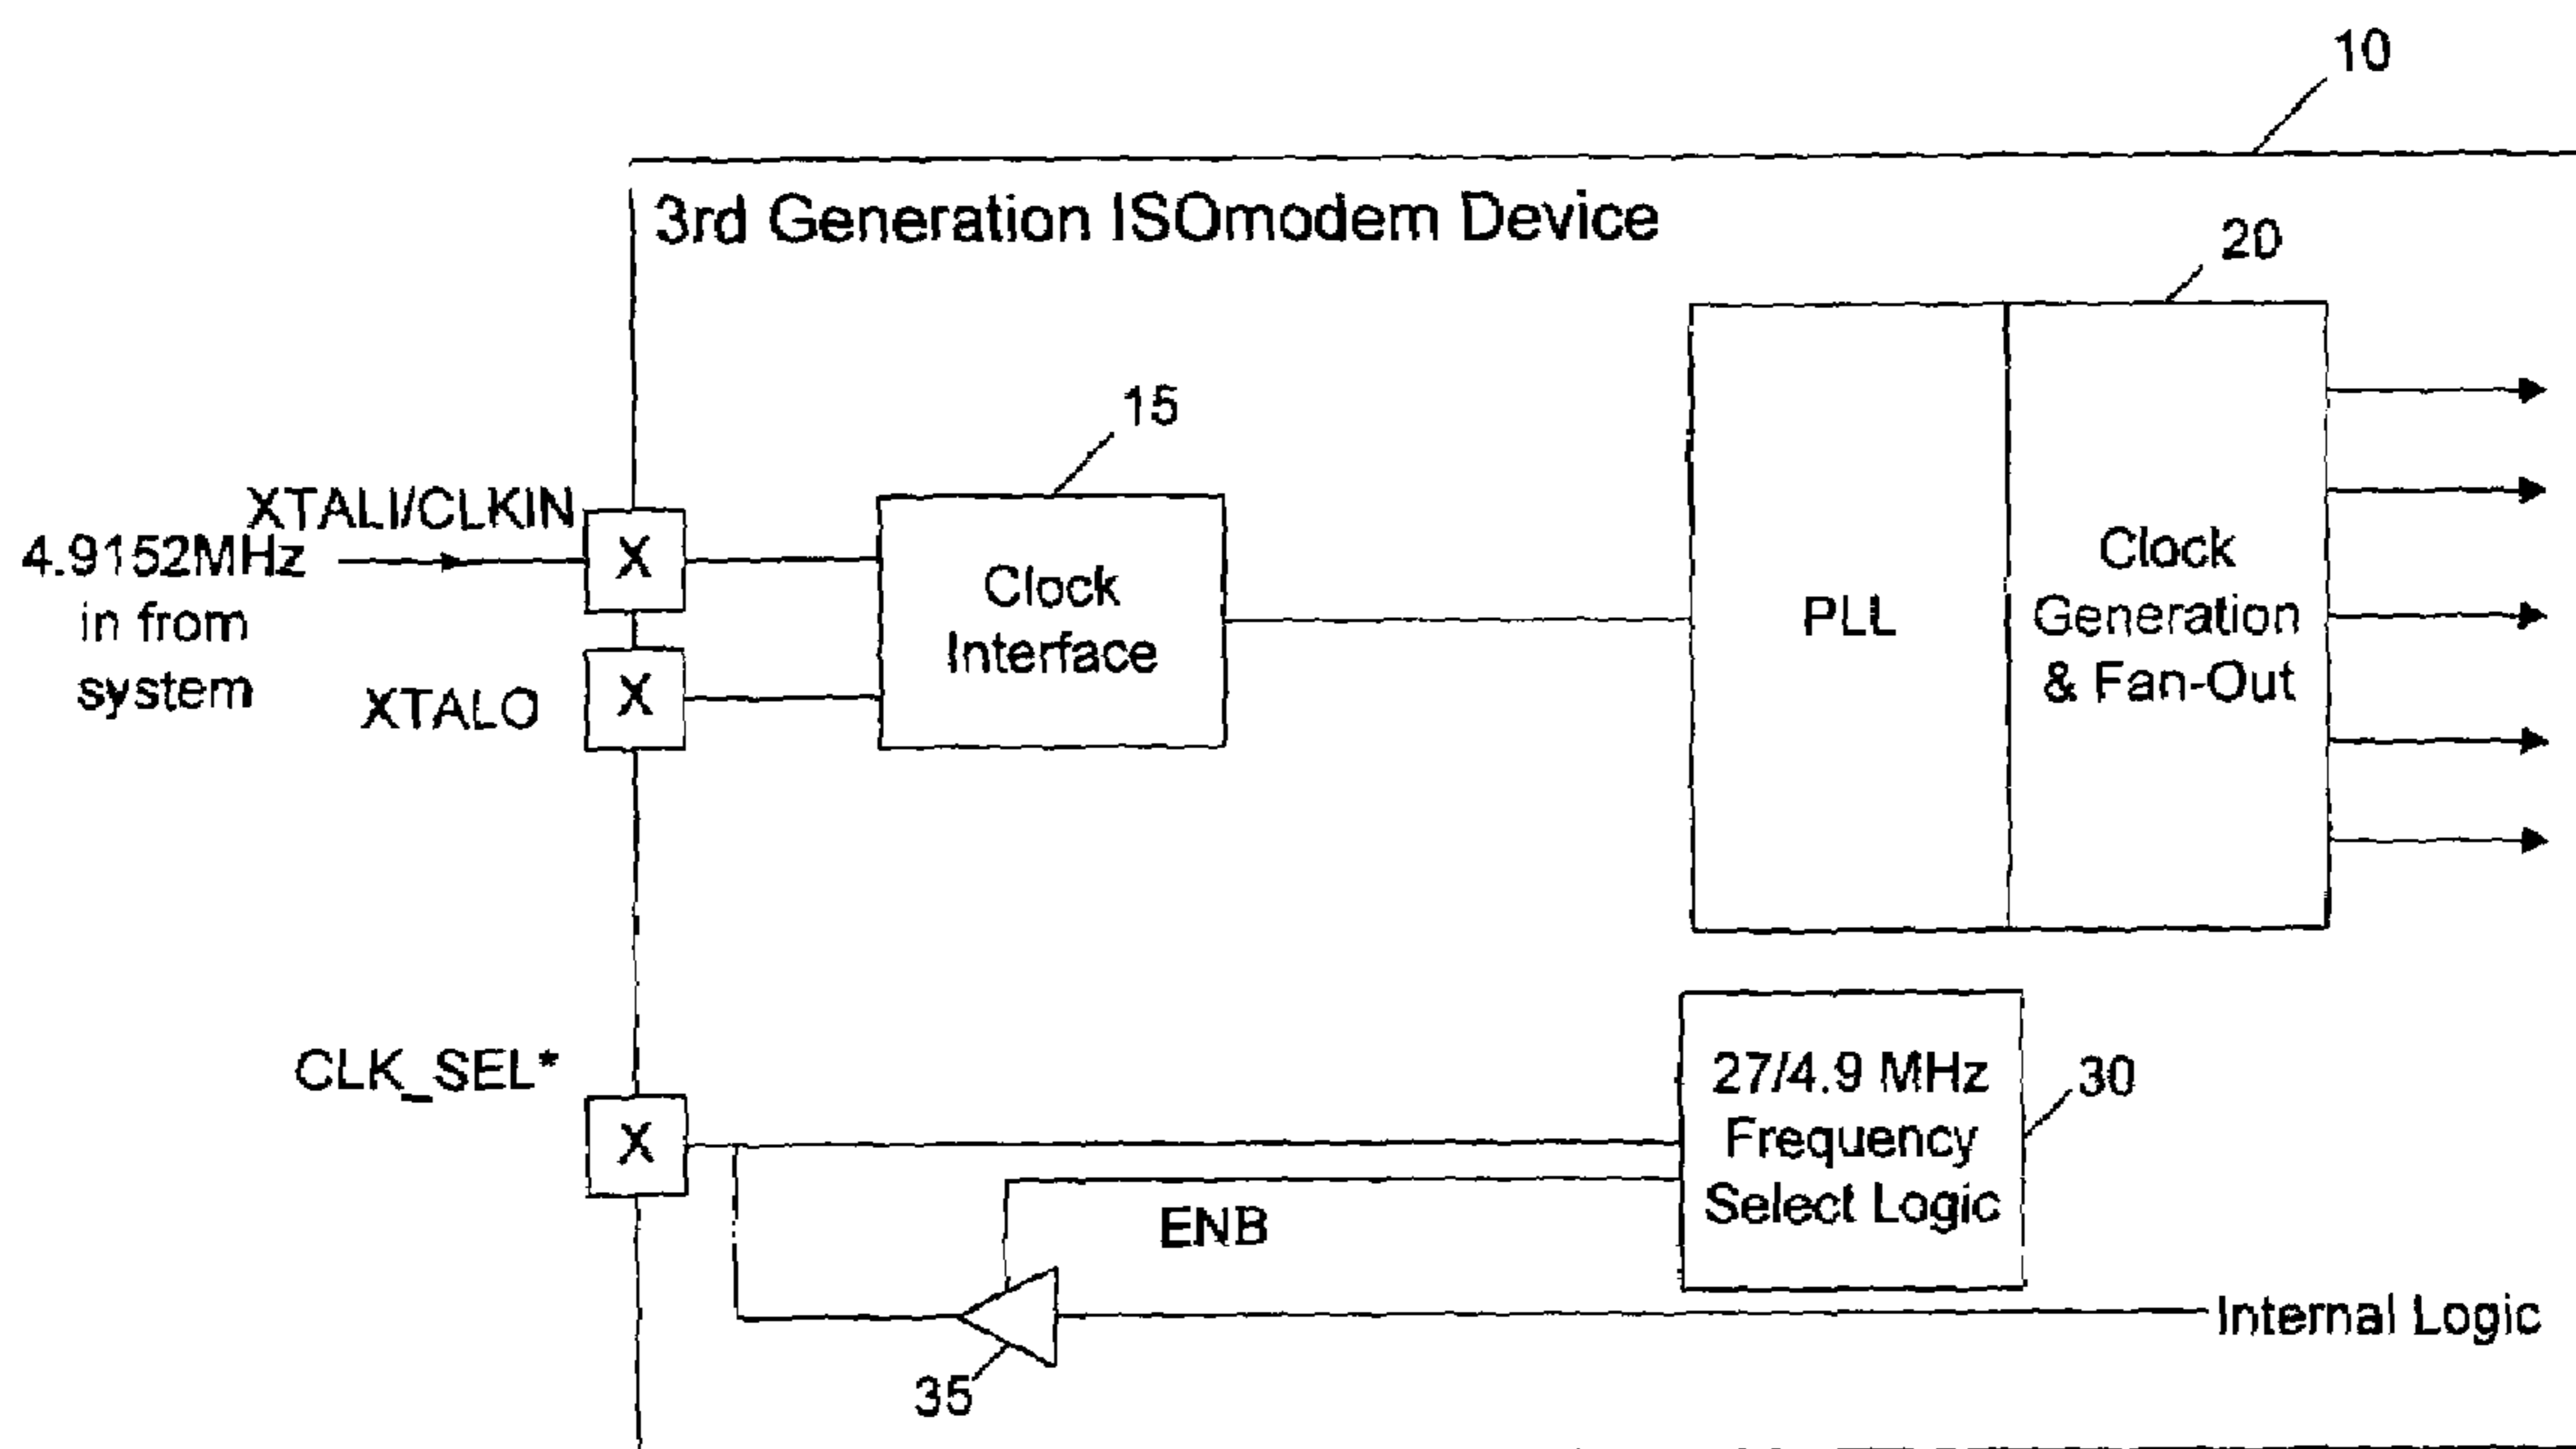 10
3rd Generation ISOmodem Device
20
15
XTALI/CLKIN
4.9152MHz
in from
system
X
XTALO
X
Clock
Interface
PLL
Clock
Generation
& Fan-Out
CLK_SEL*
X
27/4.9 MHz
Frequency
Select Logic
30
ENB
Internal Logic
35